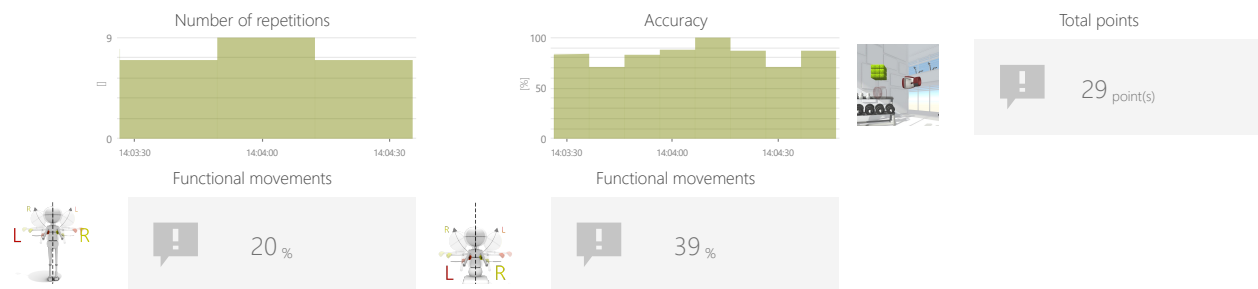 Number of repetitions
9
[]
0
14:03:30
14:04:00
14:04:30
Accuracy
100
[%]
50
0
14:03:30
14:04:00
14:04:30
Total points
29 point(s)
Functional movements
R
L
L
R
20 %
Functional movements
R
L
L
R
39 %